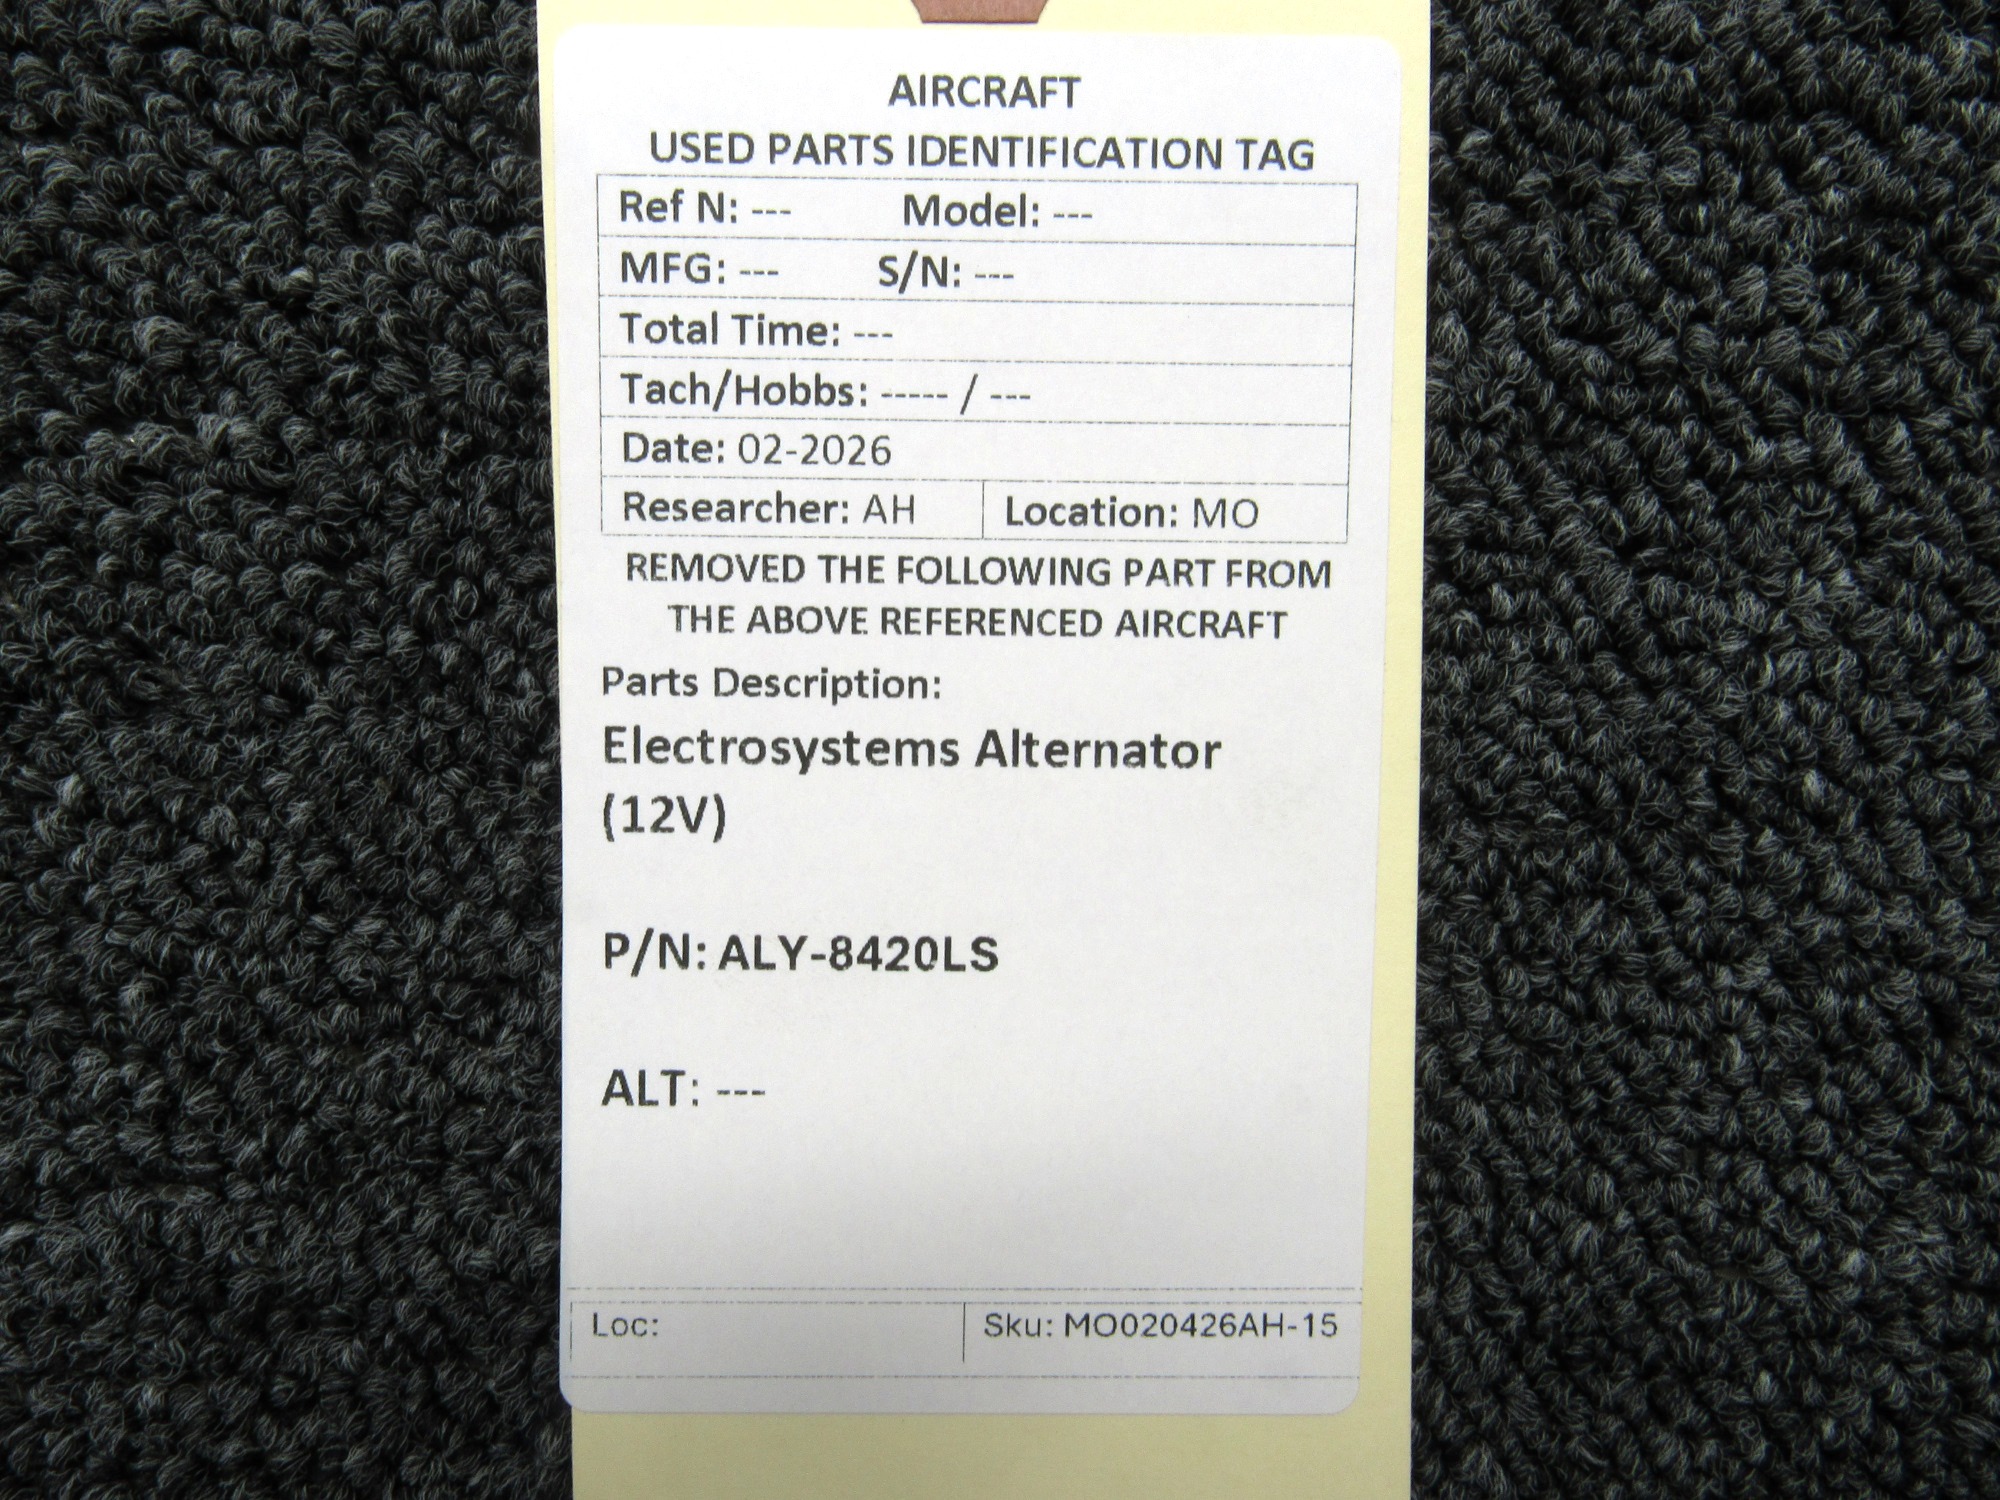 AIRCRAFT
USED PARTS IDENTIFICATION TAG
Ref N: --- Model: ---
MFG: --- S/N: ---
Total Time: ---
Tach/Hobbs: ----- / ---
Date: 02-2026
Researcher: AH Location: MO
REMOVED THE FOLLOWING PART FROM
THE ABOVE REFERENCED AIRCRAFT
Parts Description:
Electrosystems Alternator
(12V)
P/N: ALY-8420LS
ALT: ---
Loc: Sku: MO020426AH-15